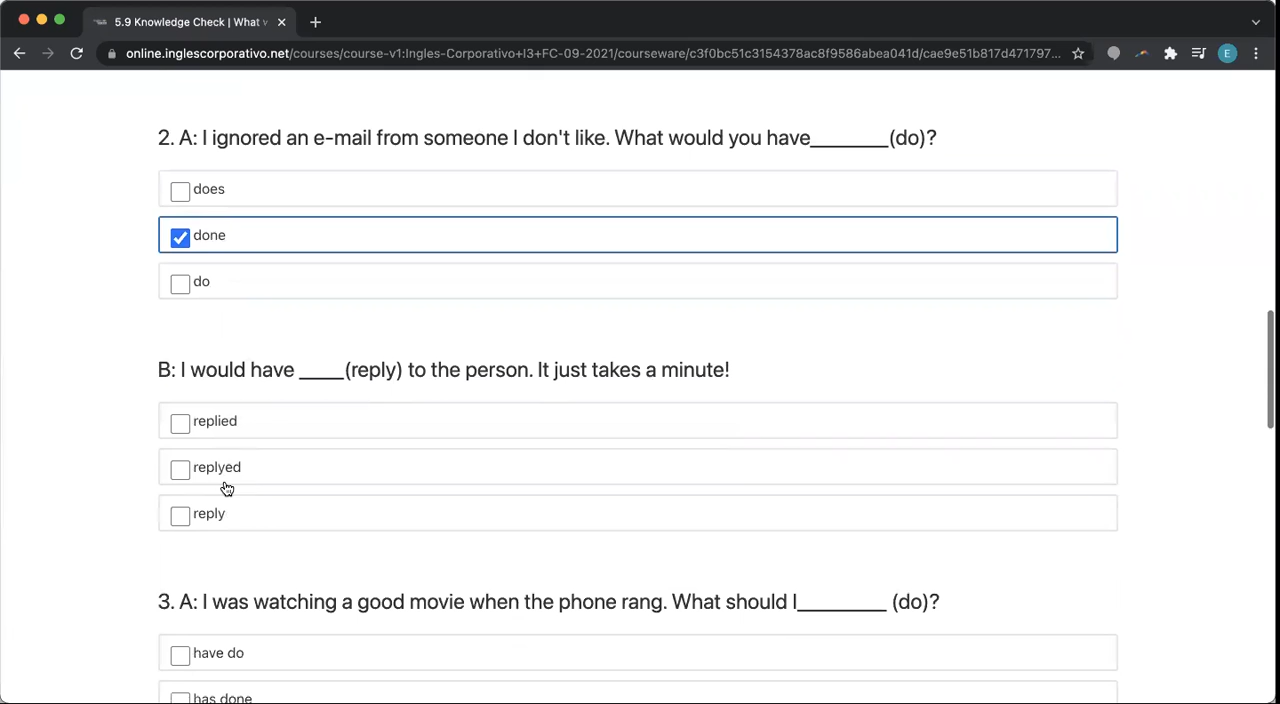 5.9 Knowledge Check | What v
online.inglescorporativo.net/courses/course-v1:Ingles-Corporativo+I3+FC-09-2021/courseware/c3f0bc51c3154378ac8f9586abea041d/cae9e51b817d471797...
E
2. A: I ignored an e-mail from someone I don't like. What would you have_______(do)?
does
done
do
B: I would have ____(reply) to the person. It just takes a minute!
replied
replyed
reply
3. A: I was watching a good movie when the phone rang. What should I________ (do)?
have do
has done